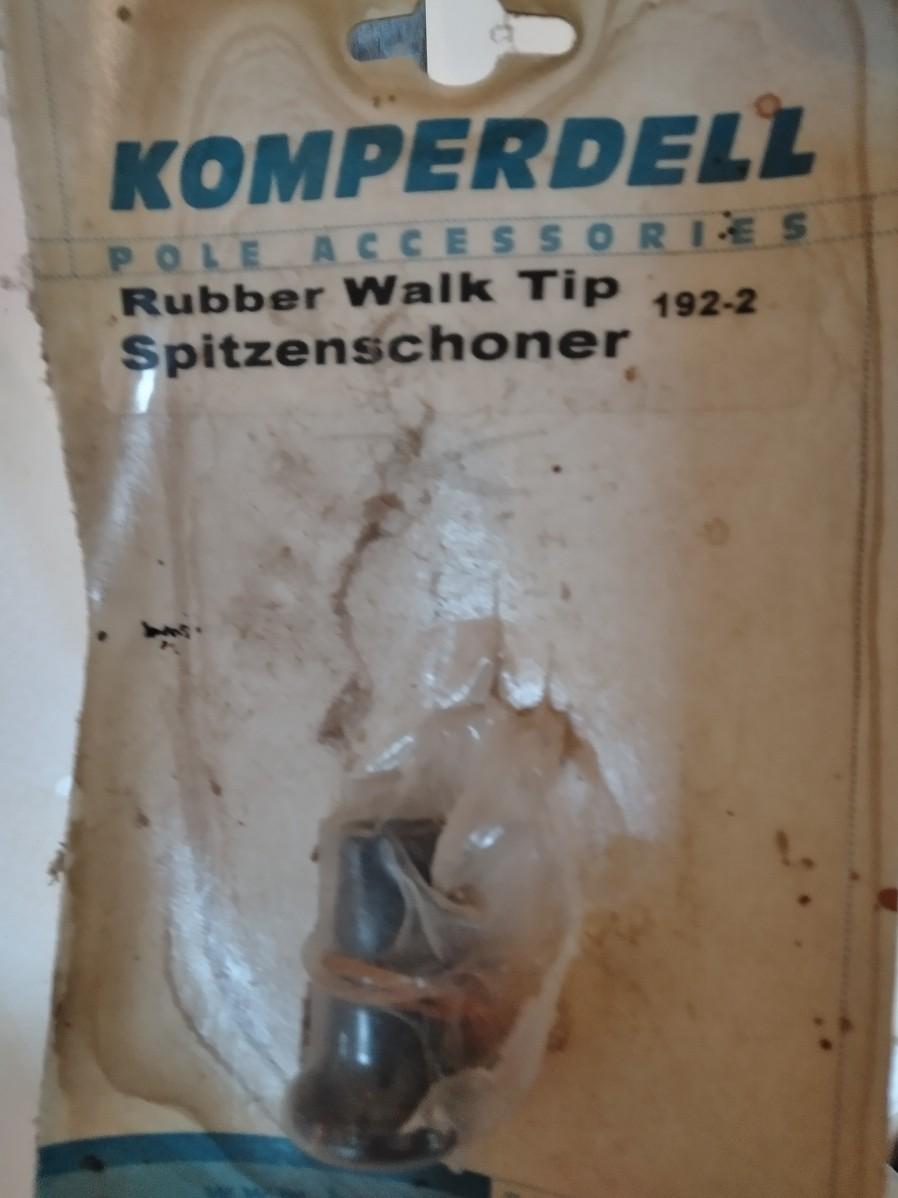 KOMPERDELL
POLE ACCESSORIES
Rubber Walk Tip 192-2
Spitzenschoner